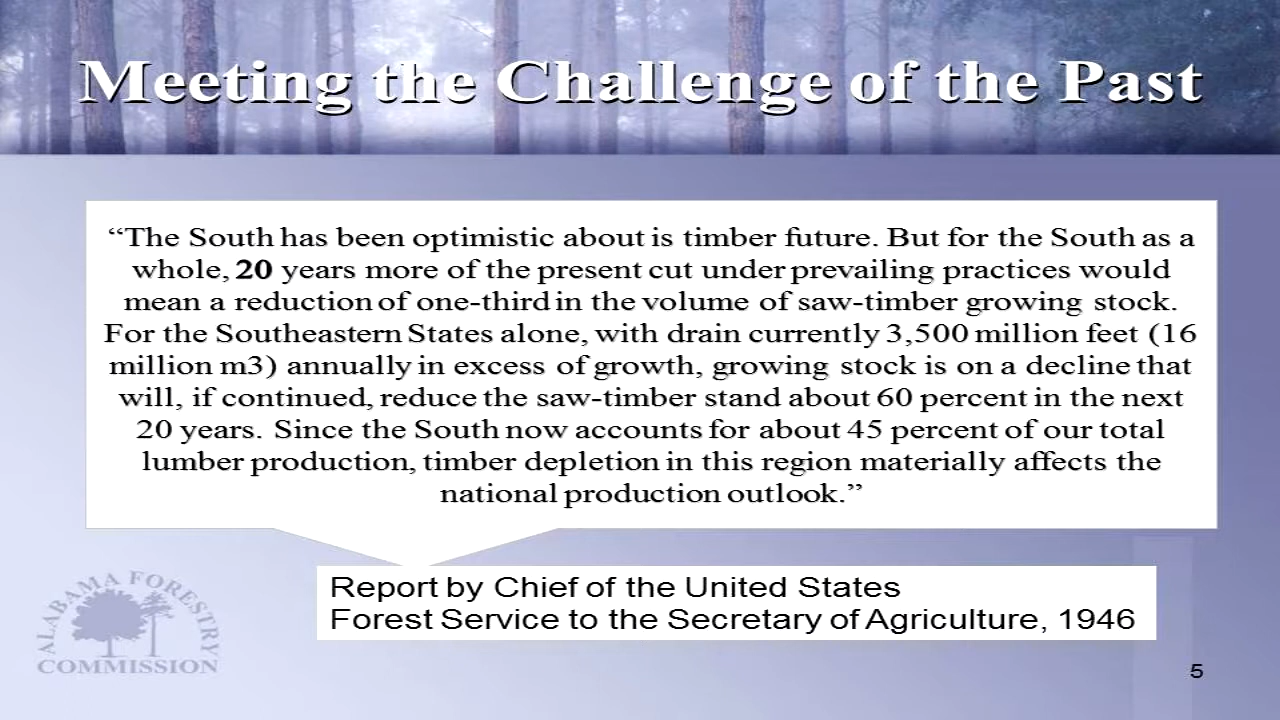 Meeting the Challenge of the Past
“The South has been optimistic about is timber future. But for the South as a
whole, 20 years more of the present cut under prevailing practices would
mean a reduction of one-third in the volume of saw-timber growing stock.
For the Southeastern States alone, with drain currently 3,500 million feet (16
million m3) annually in excess of growth, growing stock is on a decline that
will, if continued, reduce the saw-timber stand about 60 percent in the next
20 years. Since the South now accounts for about 45 percent of our total
lumber production, timber depletion in this region materially affects the
national production outlook.”
Report by Chief of the United States
Forest Service to the Secretary of Agriculture, 1946
ALABAMA FORESTRY
COMMISSION
5